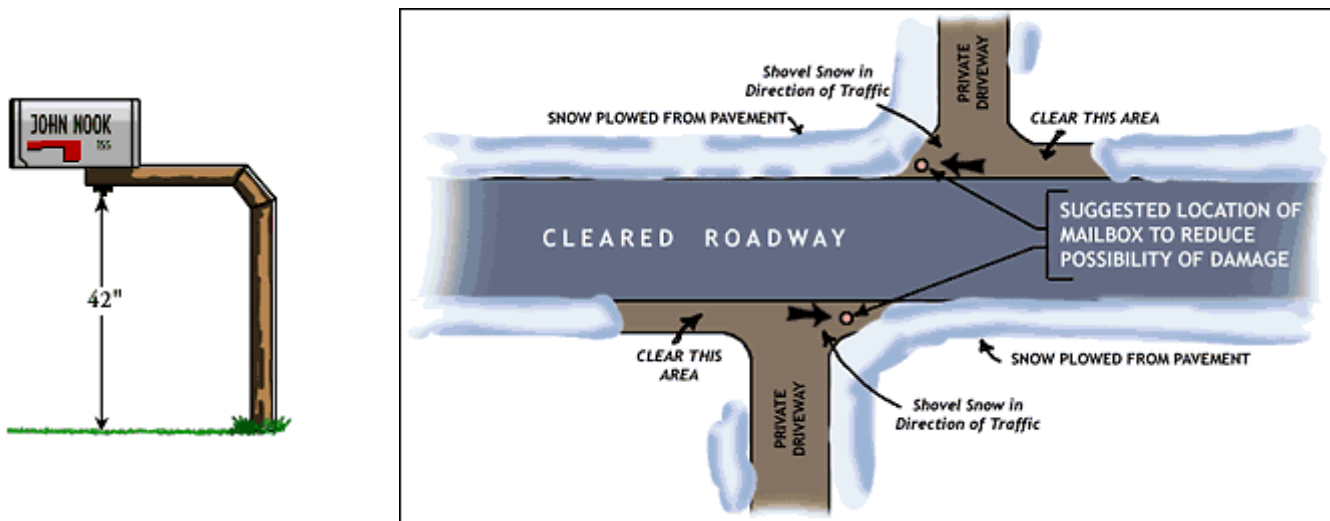 JOHN NOOK
155
42"
PRIVATE
DRIVEWAY
Shovel Snow in
Direction of Traffic
SNOW PLOWED FROM PAVEMENT
CLEAR THIS AREA
CLEARED ROADWAY
SUGGESTED LOCATION OF
MAILBOX TO REDUCE
POSSIBILITY OF DAMAGE
CLEAR THIS
AREA
SNOW PLOWED FROM PAVEMENT
Shovel Snow in
Direction of Traffic
PRIVATE
DRIVEWAY